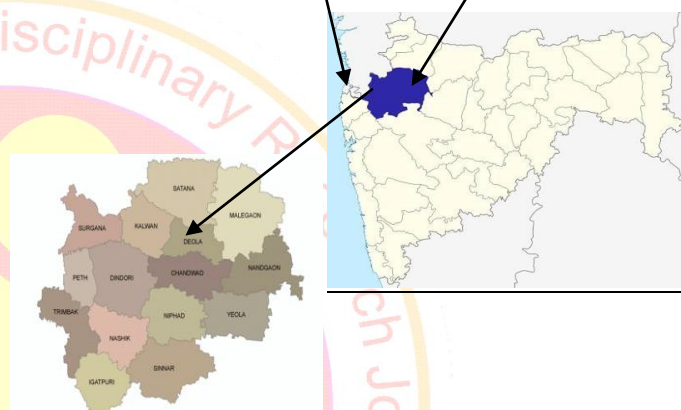 isciplinary R
SATANA
MALEGAON
SURGANA
KALWAN
DEOLA
PETH
DINDORI
CHANDWAD
NANDGAON
TRIMBAK
NIPHAD
YEOLA
NASHIK
SINNAR
IGATPURI
ch Jo